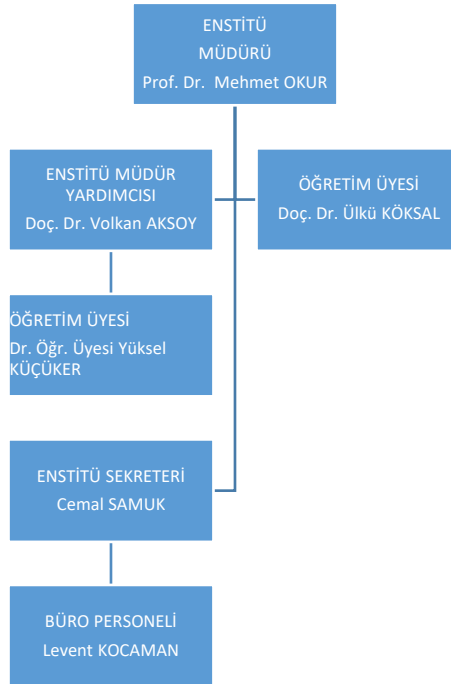 ENSTİTÜ
MÜDÜRÜ
Prof. Dr. Mehmet OKUR
ENSTİTÜ MÜDÜR
YARDIMCISI
Doç. Dr. Volkan AKSOY
ÖĞRETİM ÜYESİ
Doç. Dr. Ülkü KÖKSAL
ÖĞRETİM ÜYESİ
Dr. Öğr. Üyesi Yüksel
KÜÇÜKER
ENSTİTÜ SEKRETERİ
Cemal SAMUK
BÜRO PERSONELİ
Levent KOCAMAN